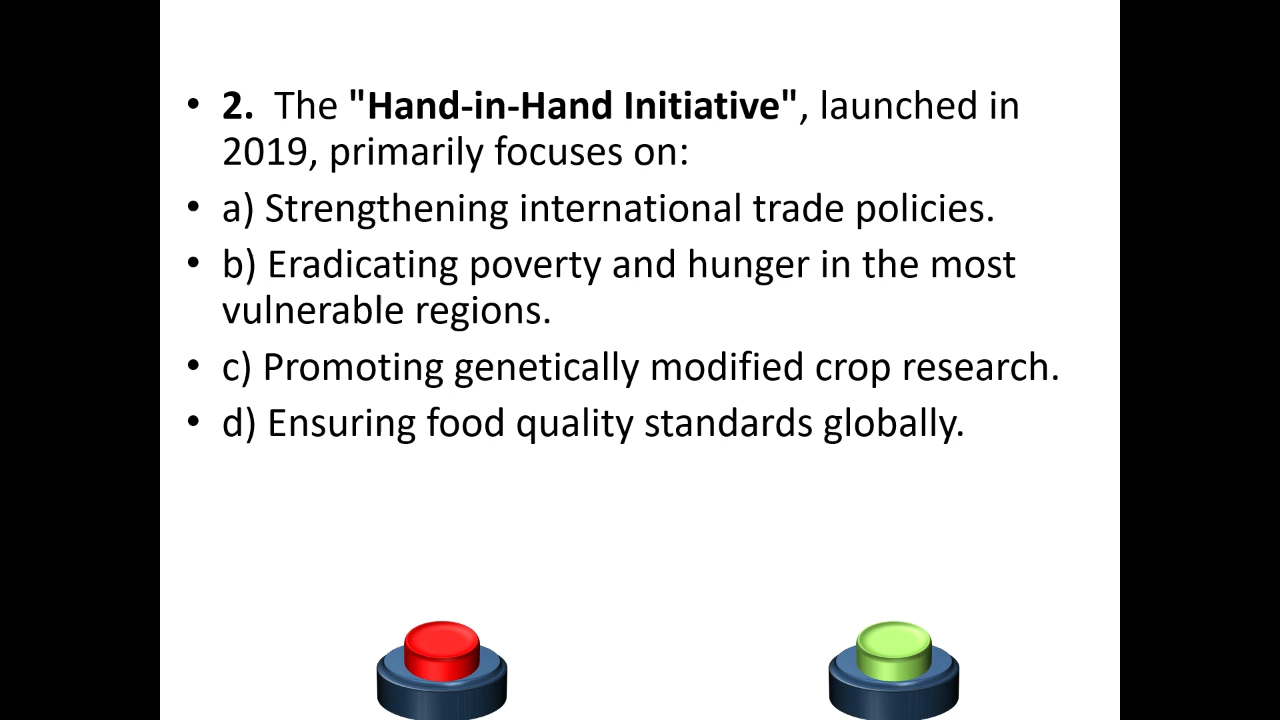 • 2.  The "Hand-in-Hand Initiative", launched in
2019, primarily focuses on:
• a) Strengthening international trade policies.
• b) Eradicating poverty and hunger in the most
vulnerable regions.
• c) Promoting genetically modified crop research.
• d) Ensuring food quality standards globally.